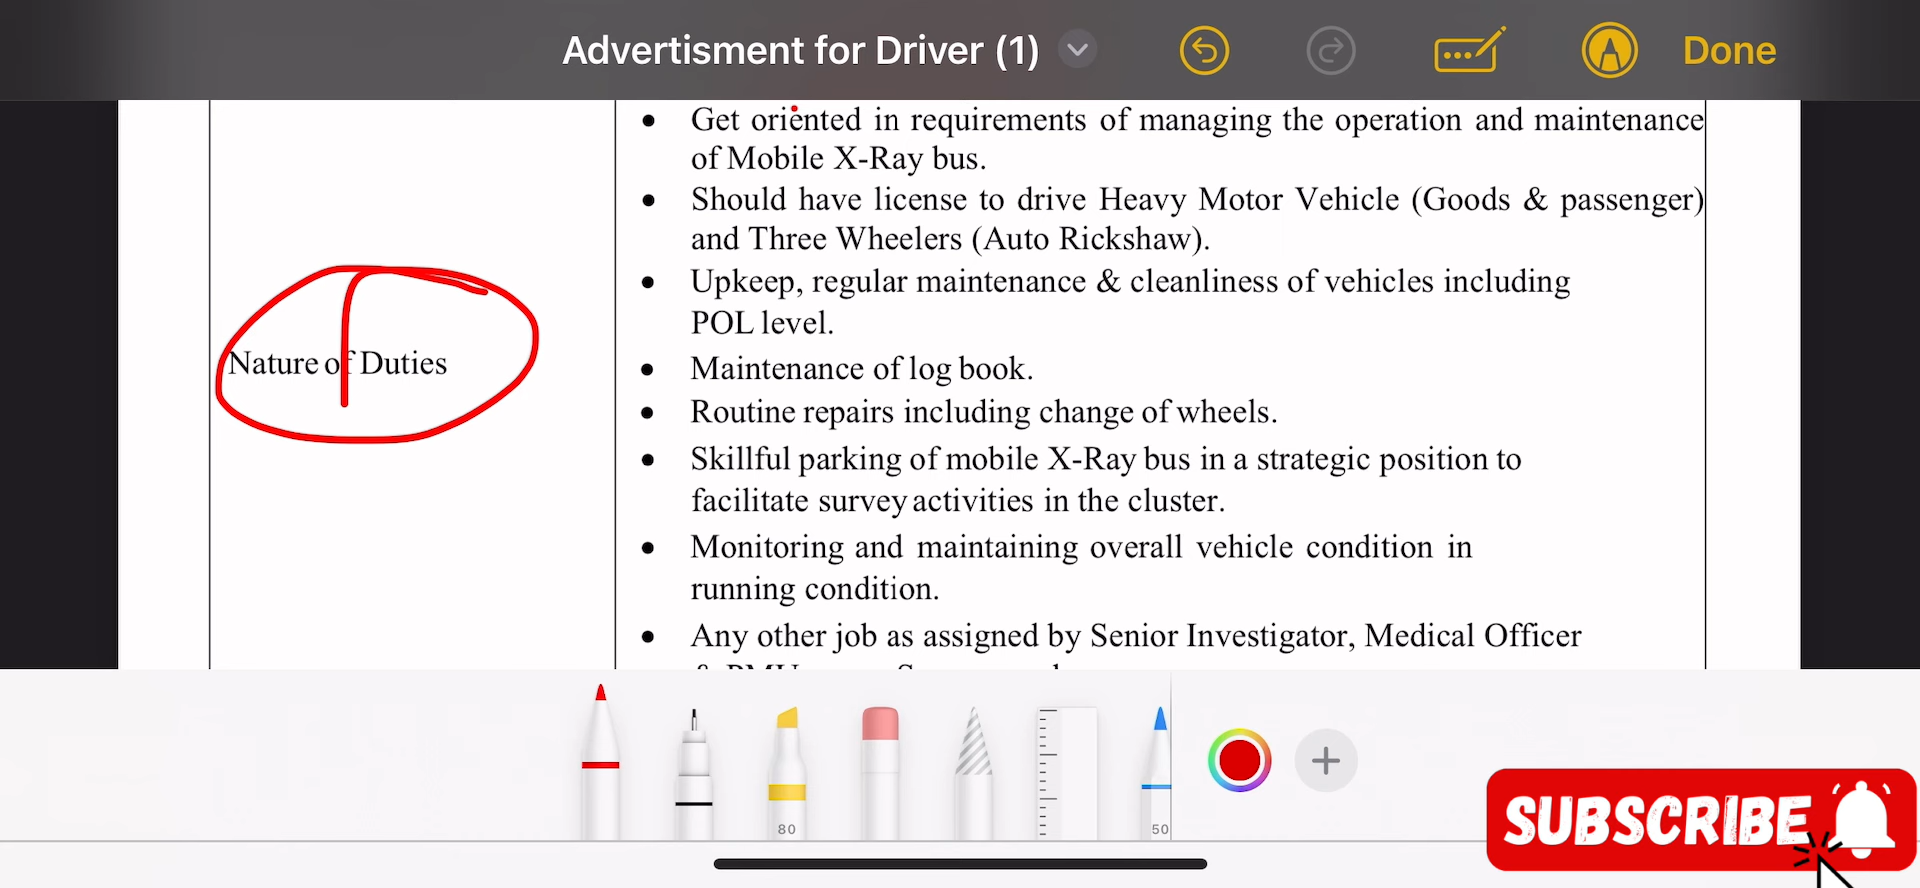 Advertisment for Driver (1)
Done
Get oriented in requirements of managing the operation and maintenance
of Mobile X-Ray bus.
Should have license to drive Heavy Motor Vehicle (Goods & passenger)
and Three Wheelers (Auto Rickshaw).
Upkeep, regular maintenance & cleanliness of vehicles including
POL level.
Nature of Duties
Maintenance of log book.
Routine repairs including change of wheels.
Skillful parking of mobile X-Ray bus in a strategic position to
facilitate survey activities in the cluster.
Monitoring and maintaining overall vehicle condition in
running condition.
Any other job as assigned by Senior Investigator, Medical Officer
80
50
SUBSCRIBE